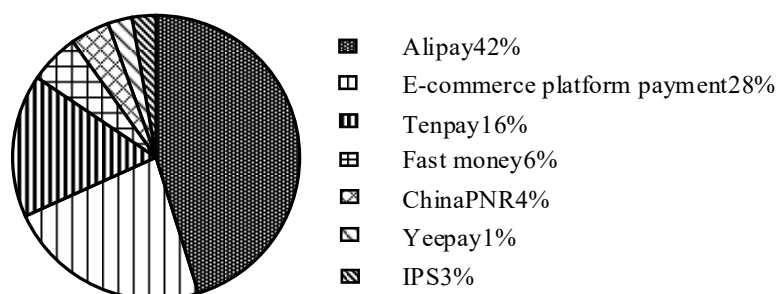 Alipay42%
E-commerce platform payment28%
Tenpay16%
Fast money6%
ChinaPNR4%
Yeepay1%
IPS3%